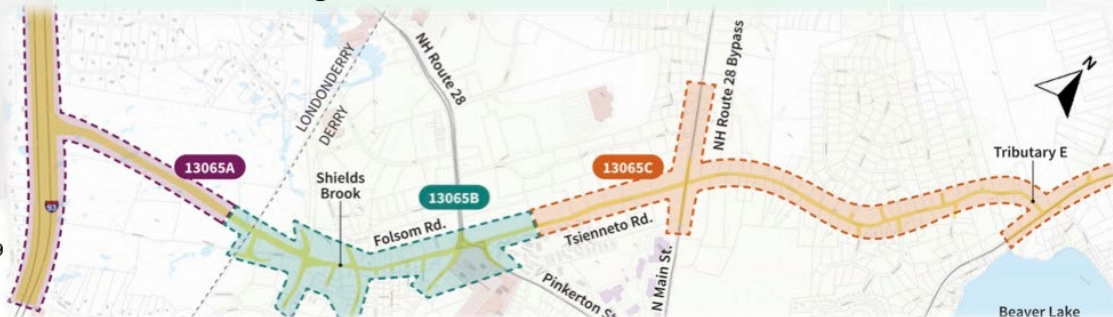 NH Route 28
NH Route 28 Bypass
LONDONDERRY
DERRY
N
Tributary E
13065A
13065C
Shields
Brook
13065B
Folsom Rd.
Tsienneto Rd.
93
9
Pinkerton St
N Main St.
Beaver Lake